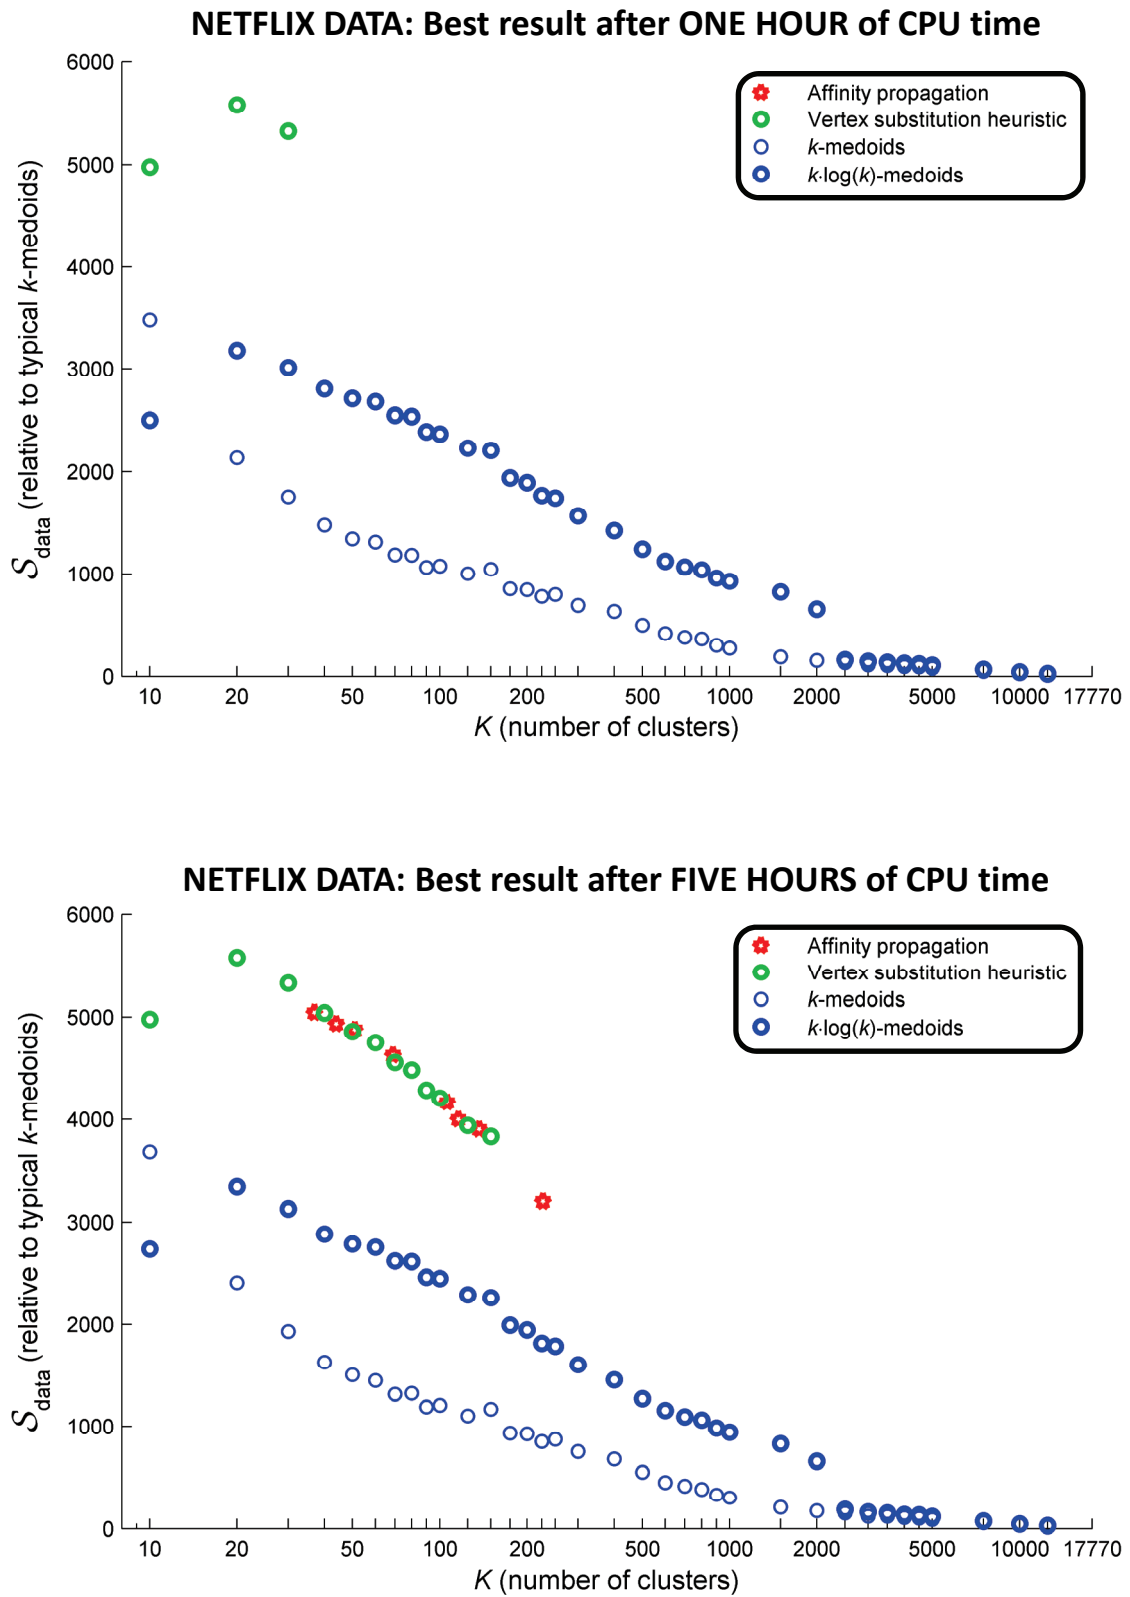 NETFLIX DATA: Best result after ONE HOUR of CPU time
6000
5000
4000
3000
2000
1000
0
𝒮data (relative to typical k-medoids)
Affinity propagation
Vertex substitution heuristic
k-medoids
k·log(k)-medoids
10 20 50 100 200 500 1000 2000 5000 10000 17770
K (number of clusters)
NETFLIX DATA: Best result after FIVE HOURS of CPU time
6000
5000
4000
3000
2000
1000
0
𝒮data (relative to typical k-medoids)
Affinity propagation
Vertex substitution heuristic
k-medoids
k·log(k)-medoids
10 20 50 100 200 500 1000 2000 5000 10000 17770
K (number of clusters)